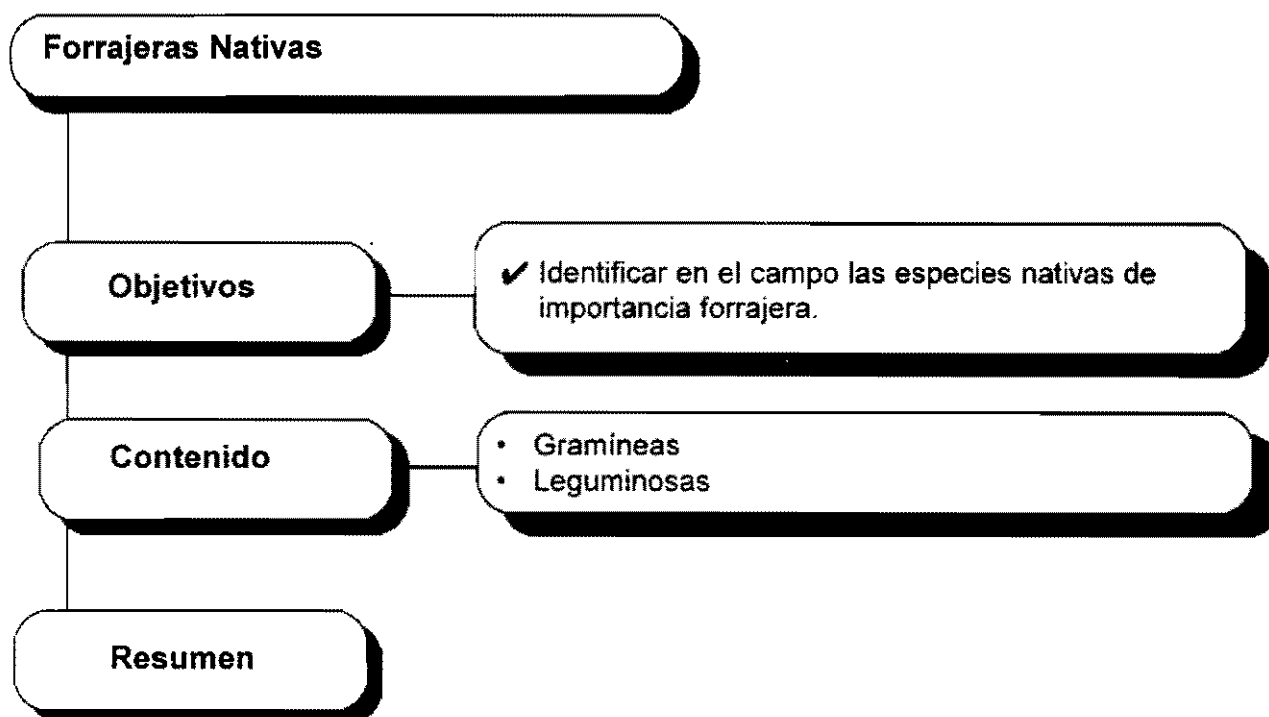 Forrajeras Nativas
Objetivos
✔ Identificar en el campo las especies nativas de
importancia forrajera.
Contenido
• Gramíneas
• Leguminosas
Resumen